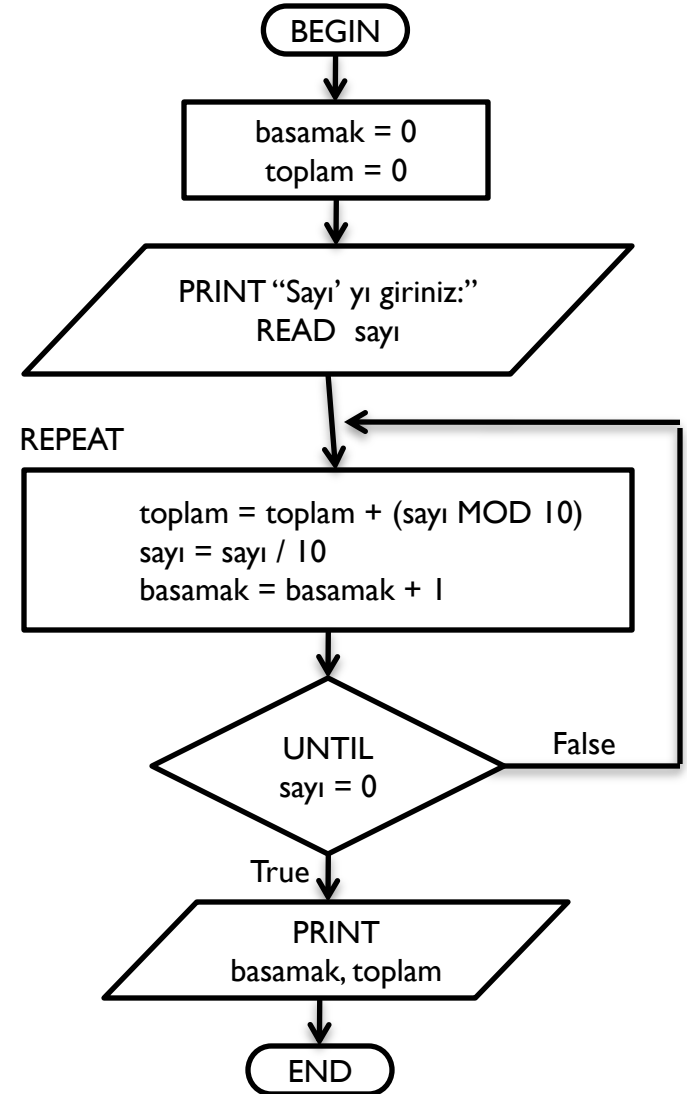 BEGIN
basamak = 0
toplam = 0
PRINT “Sayı’ yı giriniz:”
READ sayı
REPEAT
toplam = toplam + (sayı MOD 10)
sayı = sayı / 10
basamak = basamak + 1
UNTIL
sayı = 0
False
True
PRINT
basamak, toplam
END